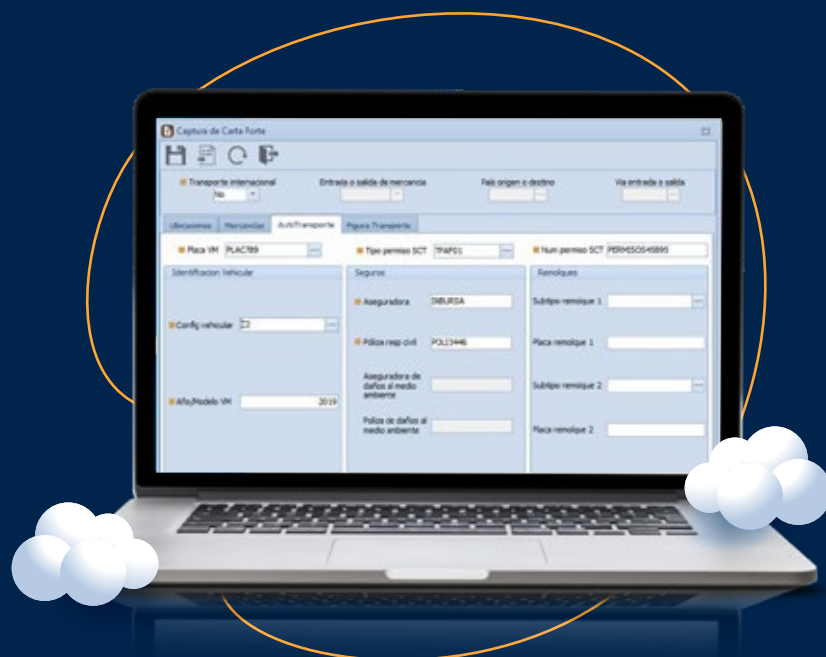 Captura de Carta Porte
Transporte internacional Entrada o salida de mercancia País origen o destino Via entrada o salida
No
Ubicaciones Mercancias AutoTransporte Figura Transporte
Placa VM PLAC789 Tipo permiso SCT TPAF01 Num permiso SCT
Identificacion Vehicular Seguros Remolques
Aseguradora INBURSA Subtipo remolque 1
Config vehicular C2
Poliza resp civil Placa remolque 1
Aseguradora de daños al medio ambiente Subtipo remolque 2
Año/Modelo VM 2019
Poliza de daños al medio ambiente Placa remolque 2